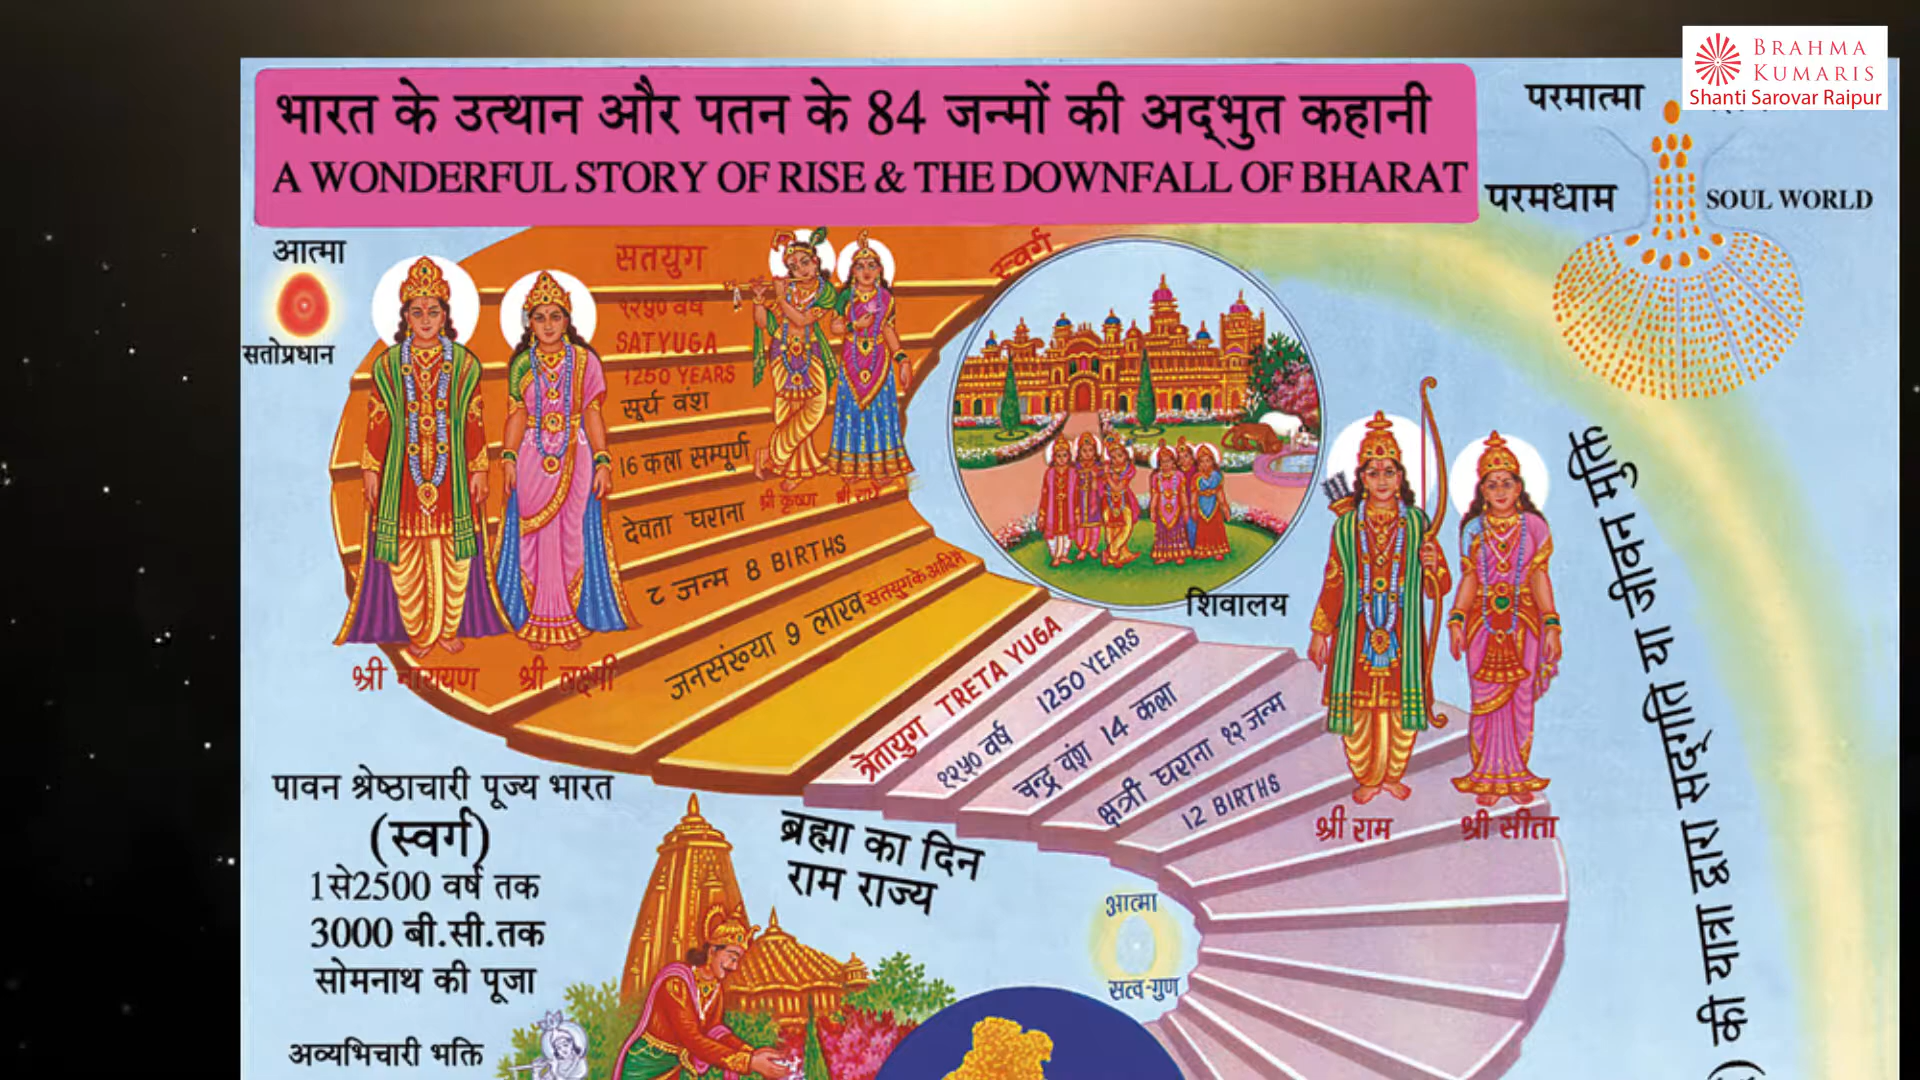 BRAHMA
KUMARIS
Shanti Sarovar Raipur
भारत के उत्थान और पतन के 84 जन्मों की अद्भुत कहानी
A WONDERFUL STORY OF RISE & THE DOWNFALL OF BHARAT
परमात्मा
परमधाम
SOUL WORLD
आत्मा
सतोप्रधान
सतयुग
१२५० वर्ष
SATYUGA
1250 YEARS
सूर्य वंश
16 कला सम्पूर्ण
देवता घराना
८ जन्म 8 BIRTHS
जनसंख्या 9 लाख सतयुग के आदि में
श्री कृष्ण श्री राधे
श्री नारायण श्री लक्ष्मी
स्वर्ग
शिवालय
त्रेतायुग TRETA YUGA
१२५० वर्ष 1250 YEARS
चन्द्र वंश 14 कला
क्षत्री घराना १२ जन्म
12 BIRTHS
श्री राम श्री सीता
की यात्रा द्वारा सद्गति या जीवन मुक्ति
पावन श्रेष्ठाचारी पूज्य भारत
(स्वर्ग)
1से2500 वर्ष तक
3000 बी.सी.तक
सोमनाथ की पूजा
अव्यभिचारी भक्ति
ब्रह्मा का दिन
राम राज्य
आत्मा
सत्व-गुण